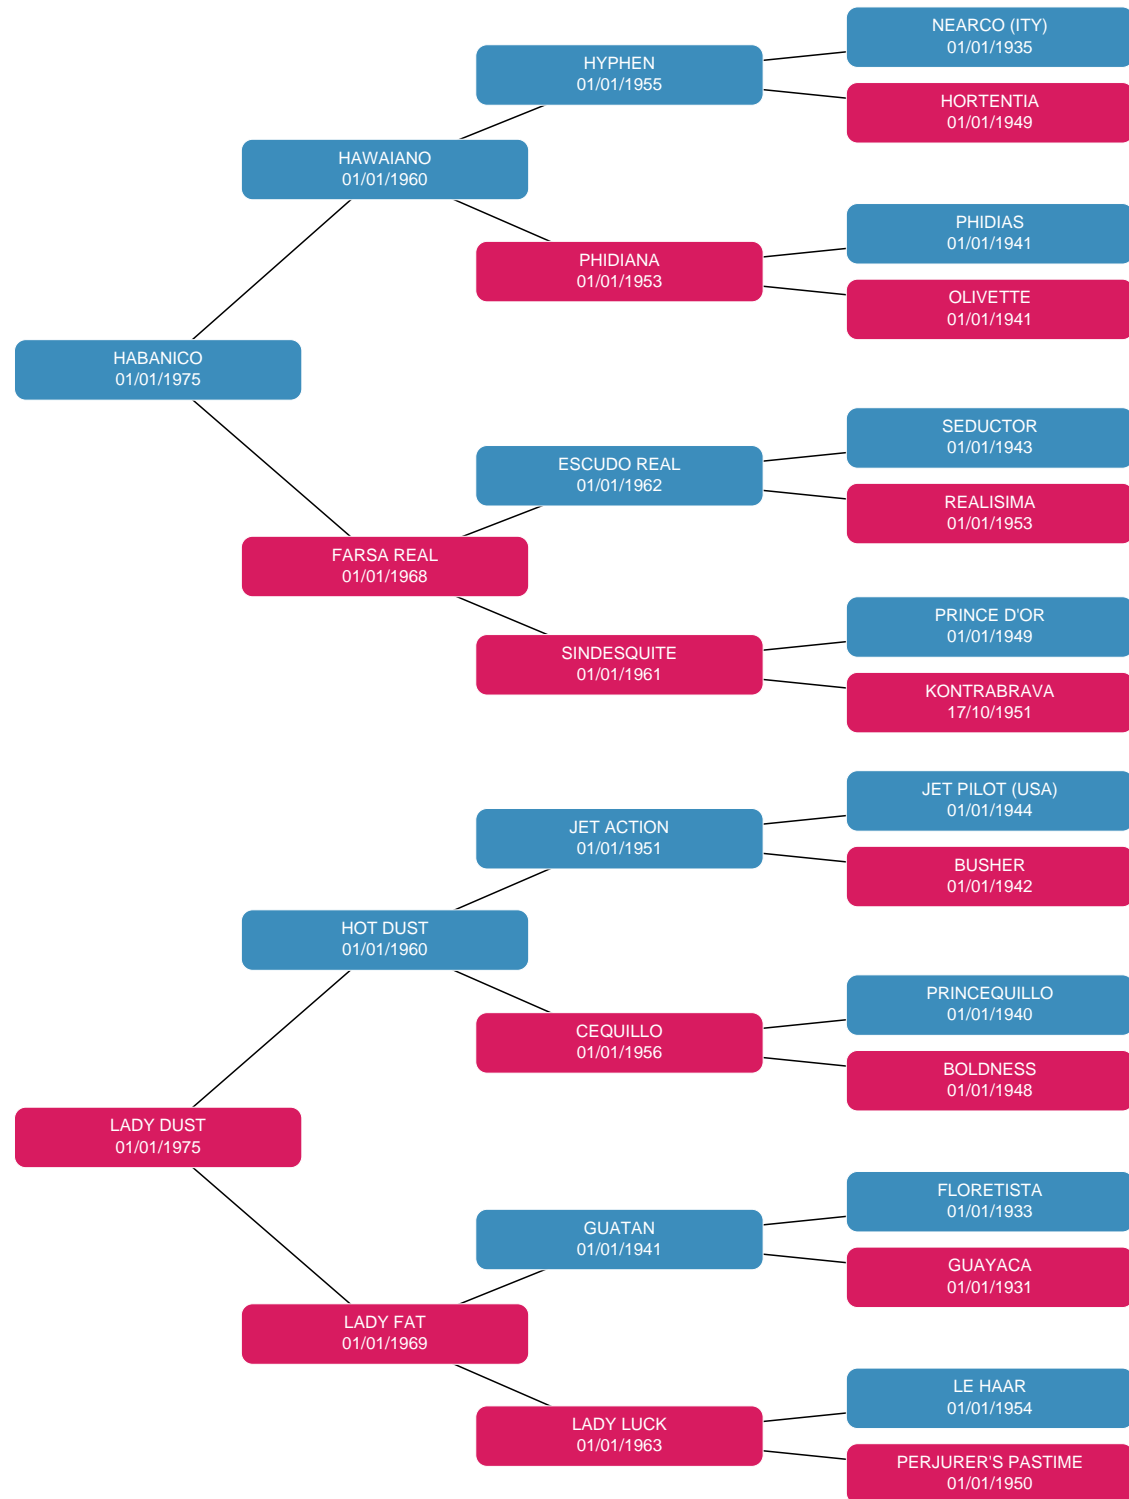 NEARCO (ITY)
01/01/1935
HYPHEN
01/01/1955
HORTENTIA
01/01/1949
HAWAIANO
01/01/1960
PHIDIAS
01/01/1941
PHIDIANA
01/01/1953
OLIVETTE
01/01/1941
HABANICO
01/01/1975
SEDUCTOR
01/01/1943
ESCUDO REAL
01/01/1962
REALISIMA
01/01/1953
FARSA REAL
01/01/1968
PRINCE D'OR
01/01/1949
SINDESQUITE
01/01/1961
KONTRABRAVA
17/10/1951
JET PILOT (USA)
01/01/1944
JET ACTION
01/01/1951
BUSHER
01/01/1942
HOT DUST
01/01/1960
PRINCEQUILLO
01/01/1940
CEQUILLO
01/01/1956
BOLDNESS
01/01/1948
LADY DUST
01/01/1975
FLORETISTA
01/01/1933
GUATAN
01/01/1941
GUAYACA
01/01/1931
LADY FAT
01/01/1969
LE HAAR
01/01/1954
LADY LUCK
01/01/1963
PERJURER'S PASTIME
01/01/1950